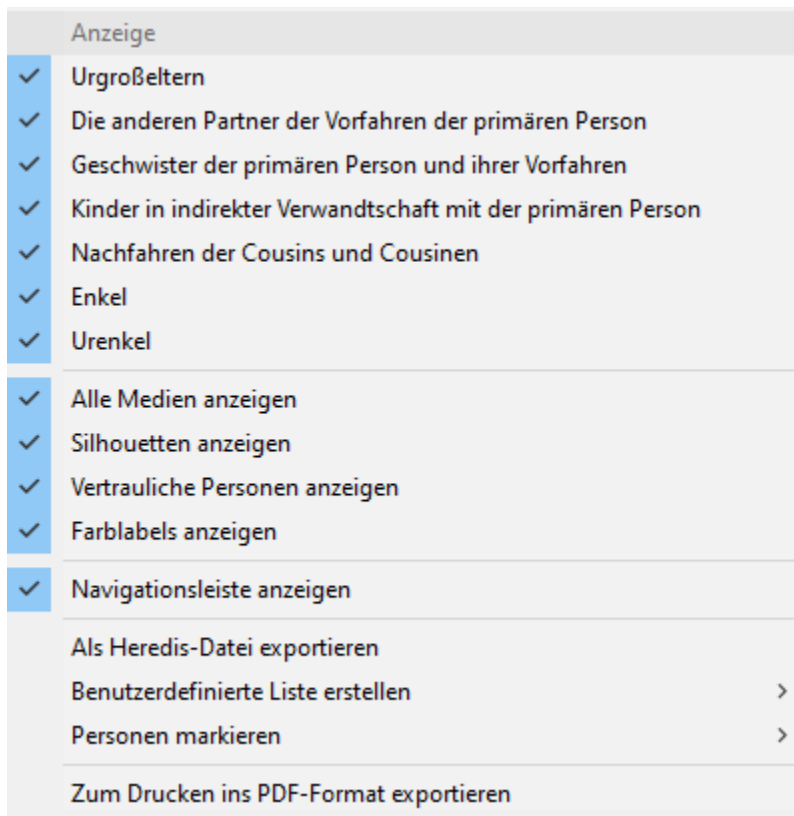 Anzeige
Urgroßeltern
Die anderen Partner der Vorfahren der primären Person
Geschwister der primären Person und ihrer Vorfahren
Kinder in indirekter Verwandtschaft mit der primären Person
Nachfahren der Cousins und Cousinen
Enkel
Urenkel
Alle Medien anzeigen
Silhouetten anzeigen
Vertrauliche Personen anzeigen
Farblabels anzeigen
Navigationsleiste anzeigen
Als Heredis-Datei exportieren
Benutzerdefinierte Liste erstellen
Personen markieren
Zum Drucken ins PDF-Format exportieren